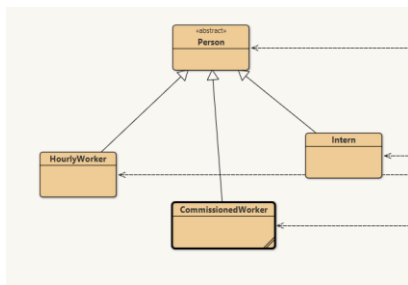 «abstract»
Person
Intern
HourlyWorker
CommissionedWorker